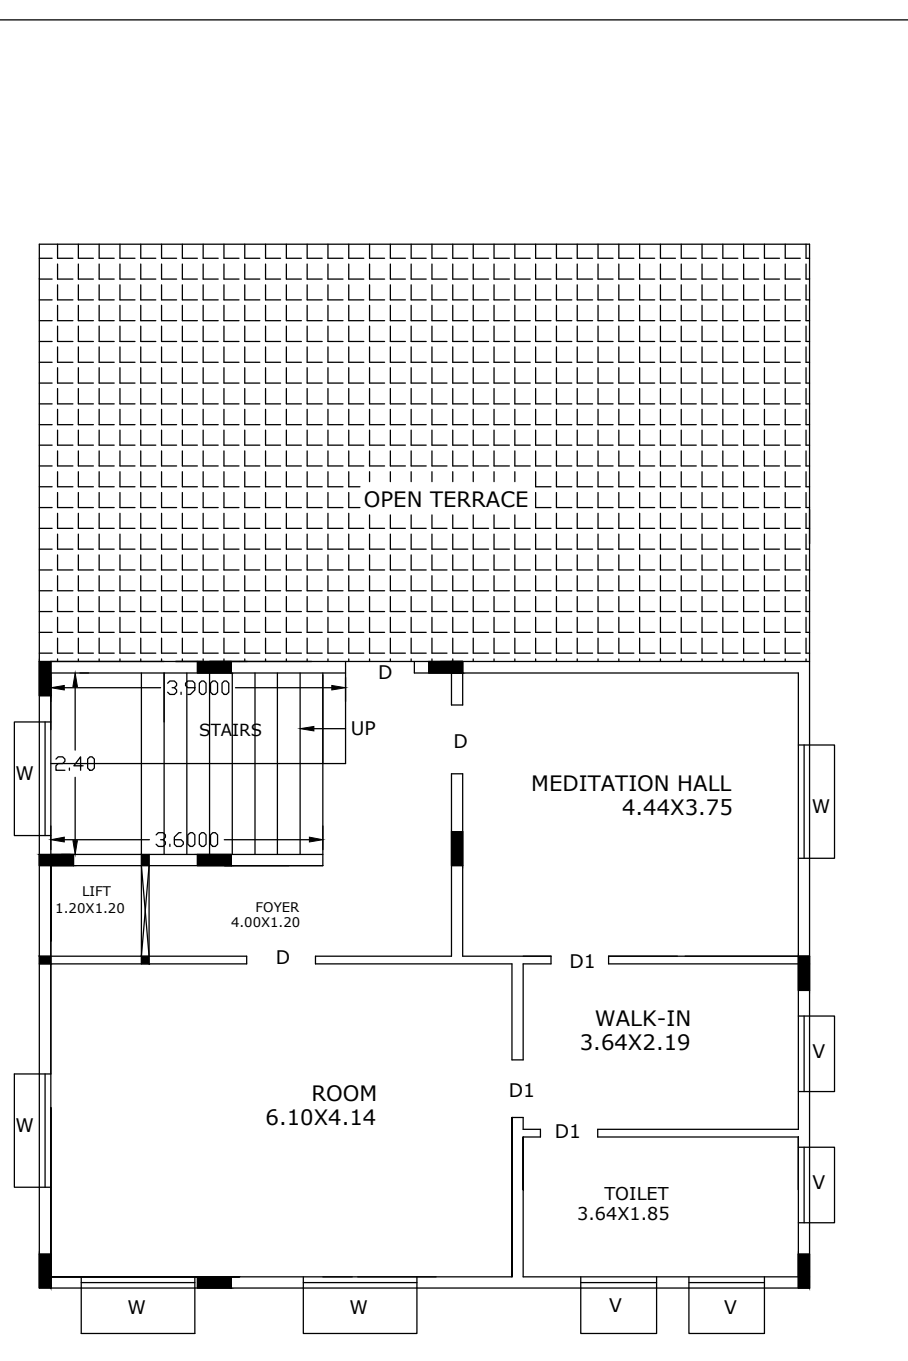 OPEN TERRACE
D
3.9000
STAIRS
UP
D
2.40
W
MEDITATION HALL
4.44X3.75
W
3.6000
LIFT
1.20X1.20
FOYER
4.00X1.20
D
D1
WALK-IN
3.64X2.19
V
ROOM
6.10X4.14
D1
W
D1
V
TOILET
3.64X1.85
W
W
V
V